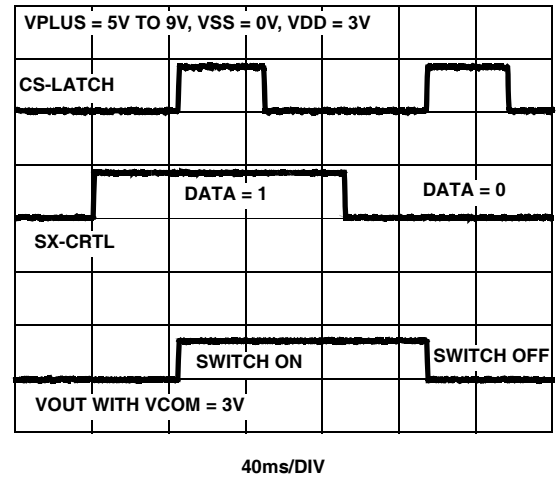 VPLUS = 5V TO 9V, VSS = 0V, VDD = 3V
CS-LATCH
DATA = 1
DATA = 0
SX-CRTL
SWITCH ON
SWITCH OFF
VOUT WITH VCOM = 3V
40ms/DIV